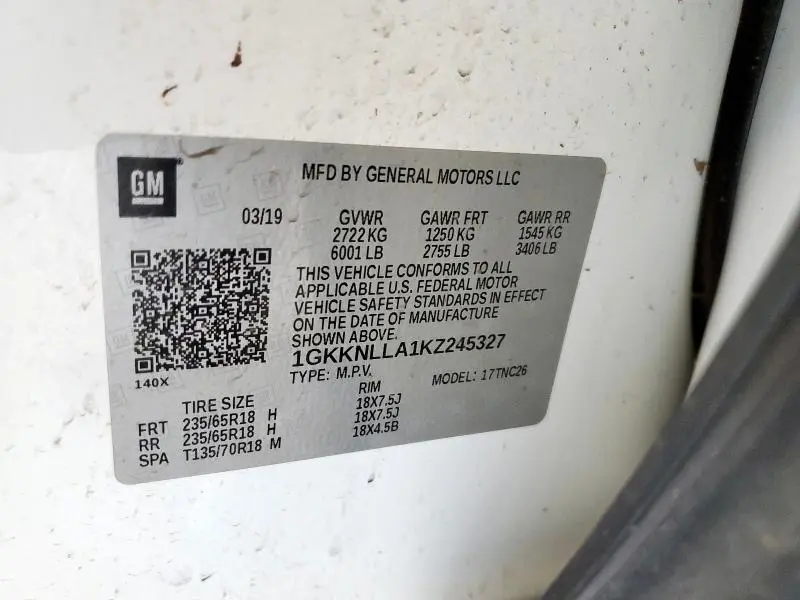 GM
MFD BY GENERAL MOTORS LLC
03/19 GVWR GAWR FRT GAWR RR
2722 KG 1250 KG 1545 KG
6001 LB 2755 LB 3406 LB
THIS VEHICLE CONFORMS TO ALL
APPLICABLE U.S. FEDERAL MOTOR
VEHICLE SAFETY STANDARDS IN EFFECT
ON THE DATE OF MANUFACTURE
SHOWN ABOVE.
1GKKNLLA1KZ245327
140X
TYPE: M.P.V. MODEL: 17TNC26
TIRE SIZE RIM
FRT 235/65R18 H 18X7.5J
RR 235/65R18 H 18X7.5J
SPA T135/70R18 M 18X4.5B